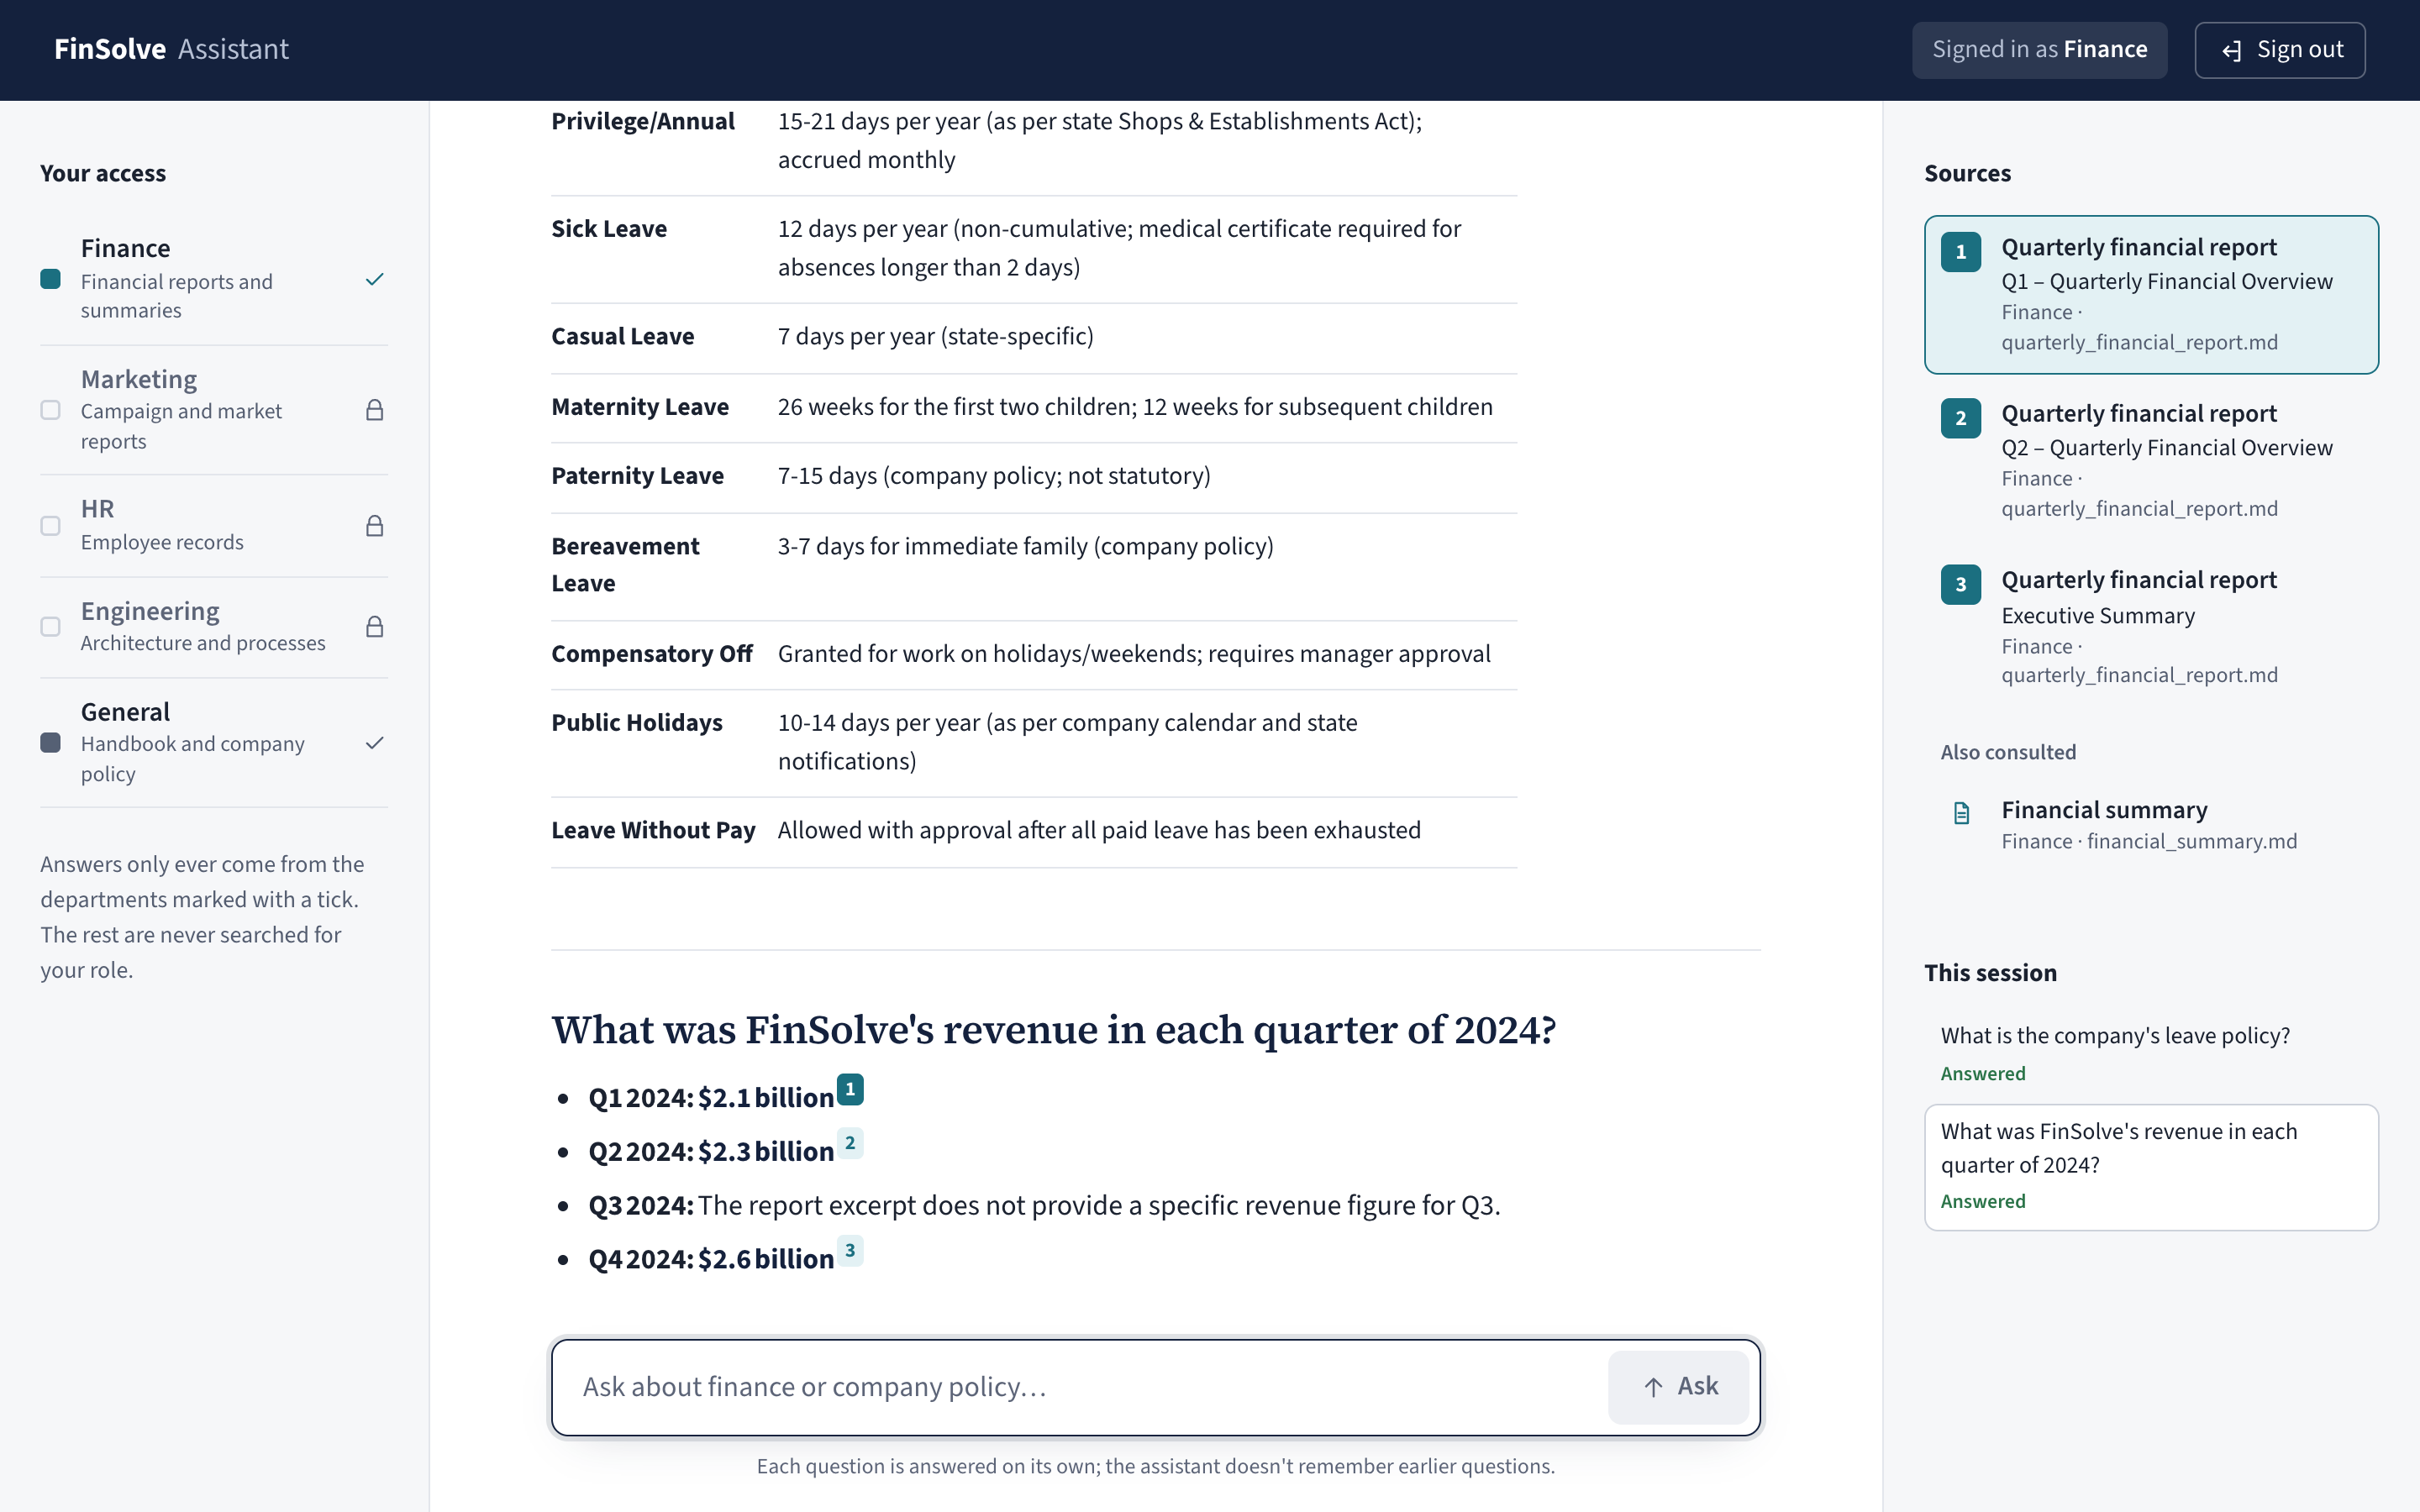 FinSolve Assistant
Signed in as Finance
Sign out
Your access
Finance
Financial reports and
summaries
Marketing
Campaign and market
reports
HR
Employee records
Engineering
Architecture and processes
General
Handbook and company
policy
Answers only ever come from the
departments marked with a tick.
The rest are never searched for
your role.
Privilege/Annual 15-21 days per year (as per state Shops & Establishments Act);
accrued monthly
Sick Leave 12 days per year (non-cumulative; medical certificate required for
absences longer than 2 days)
Casual Leave 7 days per year (state-specific)
Maternity Leave 26 weeks for the first two children; 12 weeks for subsequent children
Paternity Leave 7-15 days (company policy; not statutory)
Bereavement 3-7 days for immediate family (company policy)
Leave
Compensatory Off Granted for work on holidays/weekends; requires manager approval
Public Holidays 10-14 days per year (as per company calendar and state
notifications)
Leave Without Pay Allowed with approval after all paid leave has been exhausted
What was FinSolve's revenue in each quarter of 2024?
• Q1 2024: $2.1 billion 1
• Q2 2024: $2.3 billion 2
• Q3 2024: The report excerpt does not provide a specific revenue figure for Q3.
• Q4 2024: $2.6 billion 3
Ask about finance or company policy…
Ask
Each question is answered on its own; the assistant doesn't remember earlier questions.
Sources
1 Quarterly financial report
Q1 – Quarterly Financial Overview
Finance ·
quarterly_financial_report.md
2 Quarterly financial report
Q2 – Quarterly Financial Overview
Finance ·
quarterly_financial_report.md
3 Quarterly financial report
Executive Summary
Finance ·
quarterly_financial_report.md
Also consulted
Financial summary
Finance · financial_summary.md
This session
What is the company's leave policy?
Answered
What was FinSolve's revenue in each
quarter of 2024?
Answered